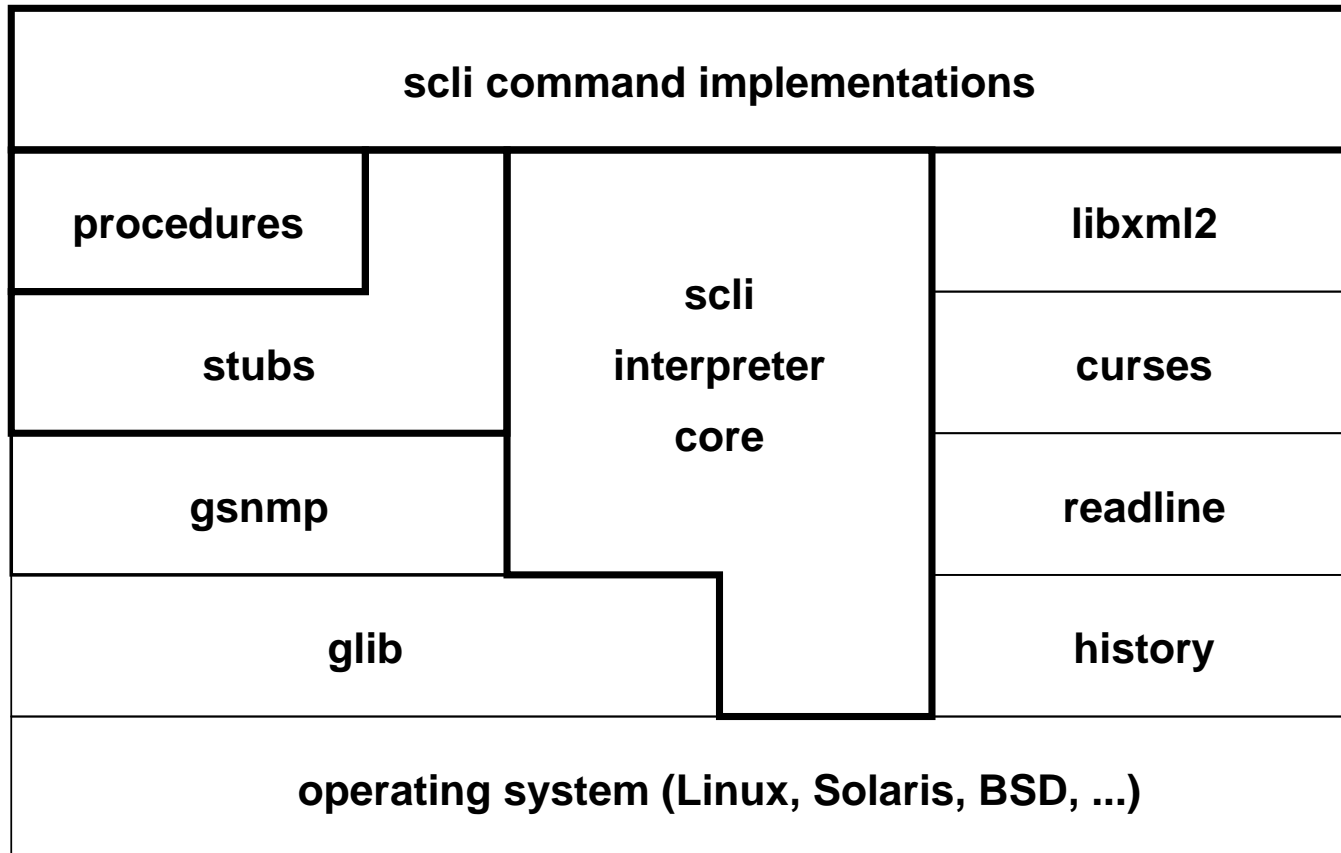 scli command implementations
procedures
libxml2
scli
interpreter
core
stubs
curses
gsnmp
readline
glib
history
operating system (Linux, Solaris, BSD, ...)